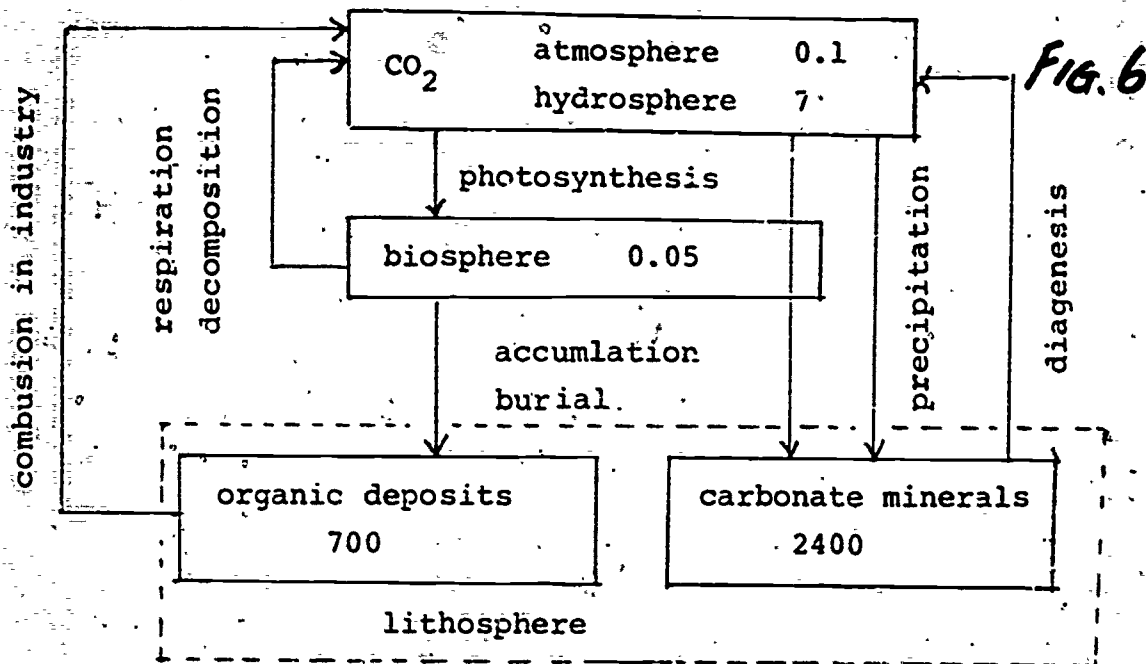 FIG. 6
CO2 atmosphere 0.1
hydrosphere 7
combusion in industry
respiration
decomposition
photosynthesis
biosphere 0.05
precipitation
diagenesis
accumlation
burial.
organic deposits
700
carbonate minerals
2400
lithosphere